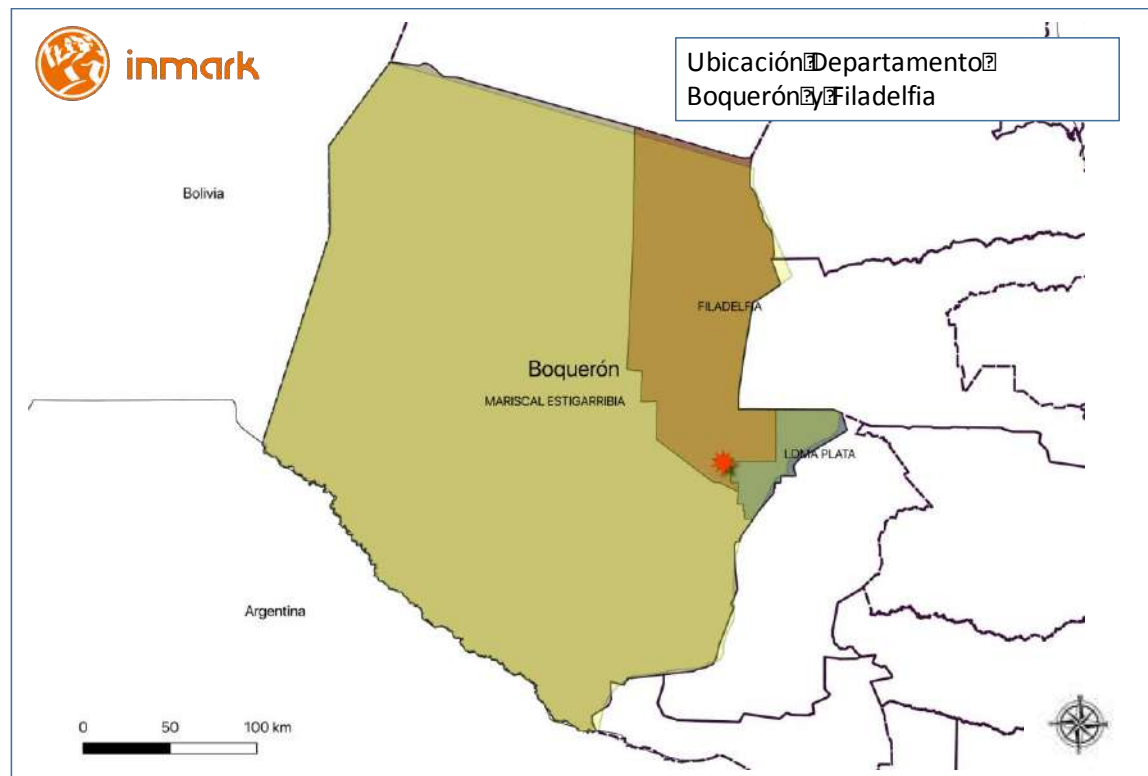 inmark
Ubicación⍰Departamento⍰
Boquerón⍰y⍰Filadelfia
Bolivia
FILADELFIA
Boquerón
MARISCAL ESTIGARRIBIA
LOMA PLATA
Argentina
0 50 100 km